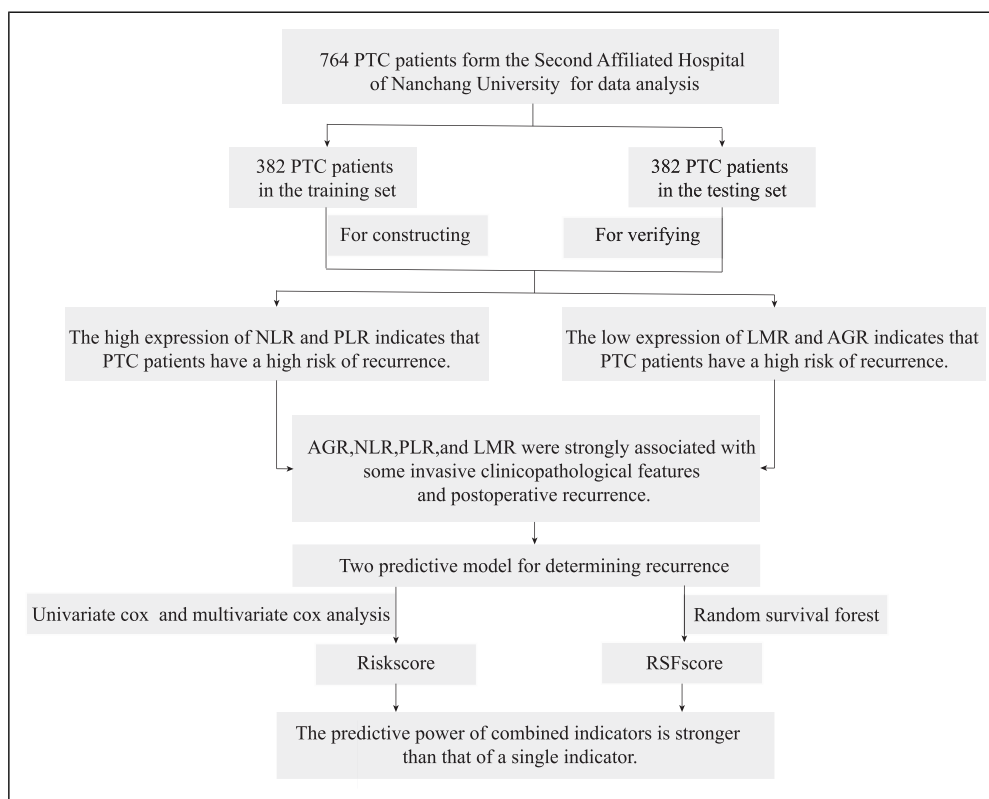 764 PTC patients form the Second Affiliated Hospital
of Nanchang University for data analysis
382 PTC patients
in the training set
382 PTC patients
in the testing set
For constructing
For verifying
The high expression of NLR and PLR indicates that
PTC patients have a high risk of recurrence.
The low expression of LMR and AGR indicates that
PTC patients have a high risk of recurrence.
AGR,NLR,PLR,and LMR were strongly associated with
some invasive clinicopathological features
and postoperative recurrence.
Two predictive model for determining recurrence
Univariate cox and multivariate cox analysis
Random survival forest
Riskscore
RSFscore
The predictive power of combined indicators is stronger
than that of a single indicator.